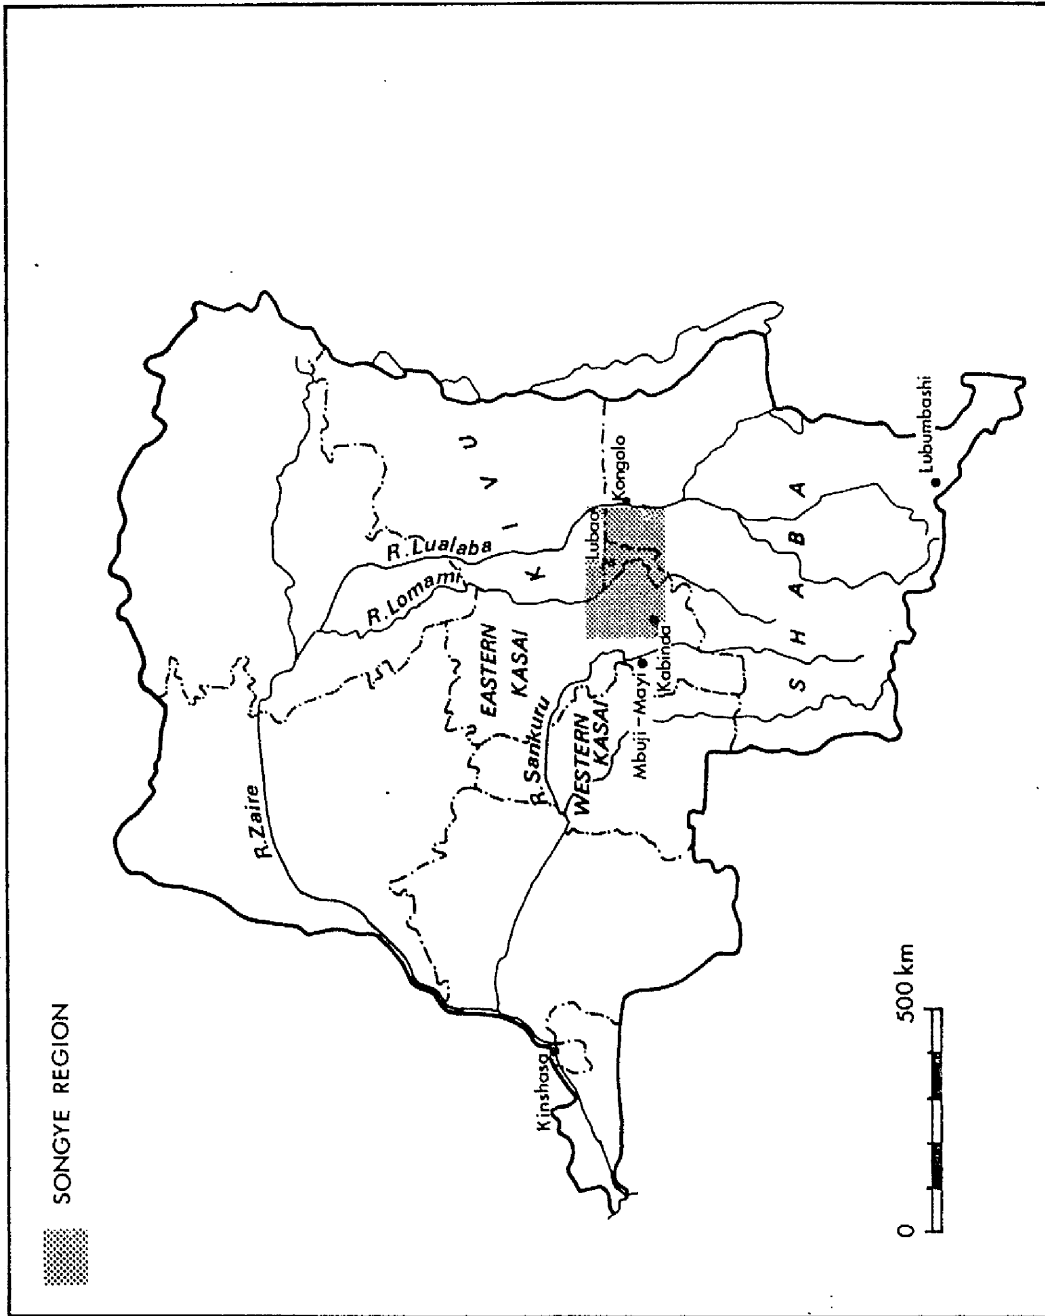 SONGYE REGION
R.Zaire
R.Lualaba
R.Lomami
K I V U
EASTERN
KASAI
R.Sankuru
WESTERN
KASAI
Lubao
Kongolo
Kabinda
Mbuji-Mayi
Kinshasa
S H A B A
Lubumbashi
0 500 km